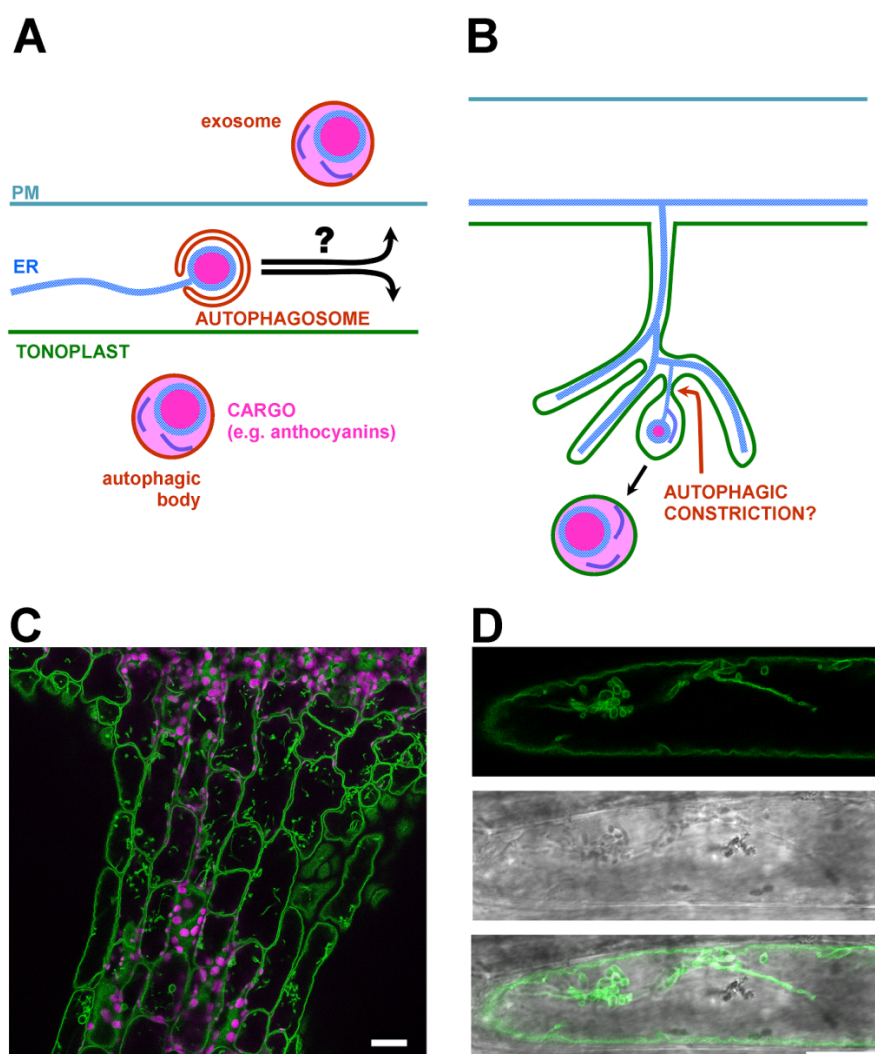 A
exosome
PM
?
ER
AUTOPHAGOSOME
TONOPLAST
CARGO
(e.g. anthocyanins)
autophagic
body
B
AUTOPHAGIC
CONSTRICTION?
C
D